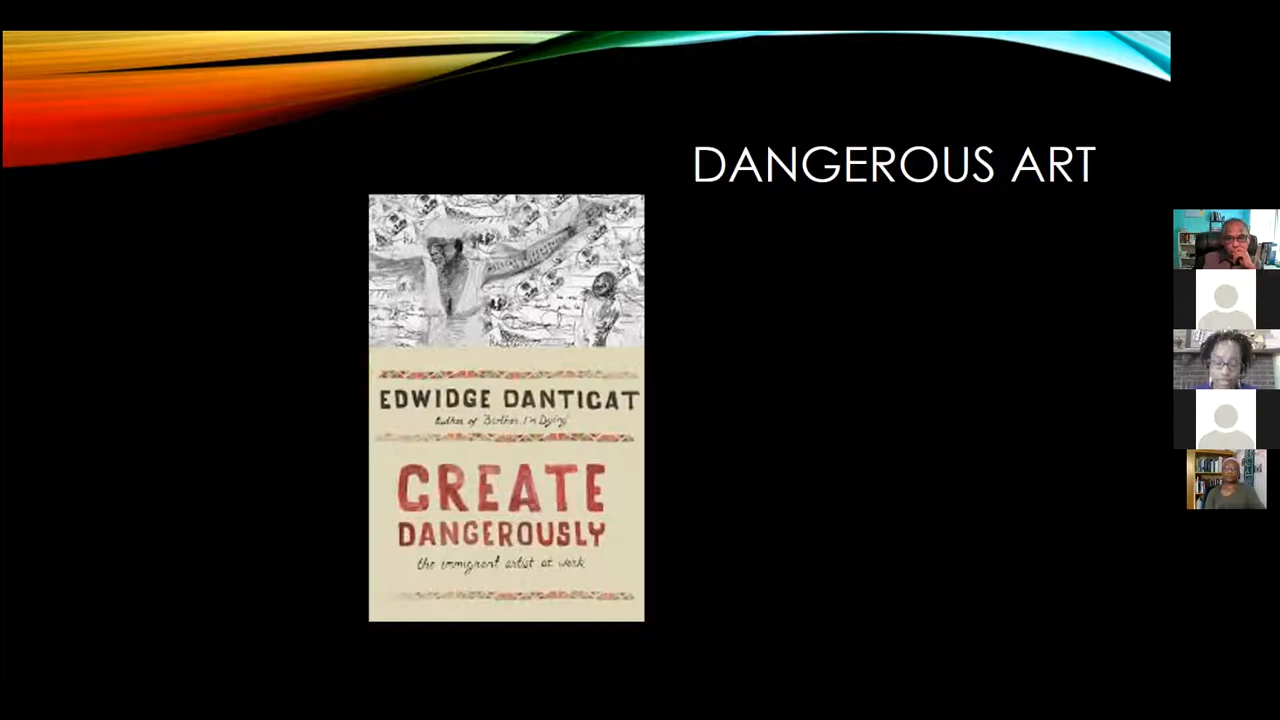 DANGEROUS ART
EDWIDGE DANTICAT
Author of "Brother, I'm Dying"
CREATE
DANGEROUSLY
the immigrant artist at work